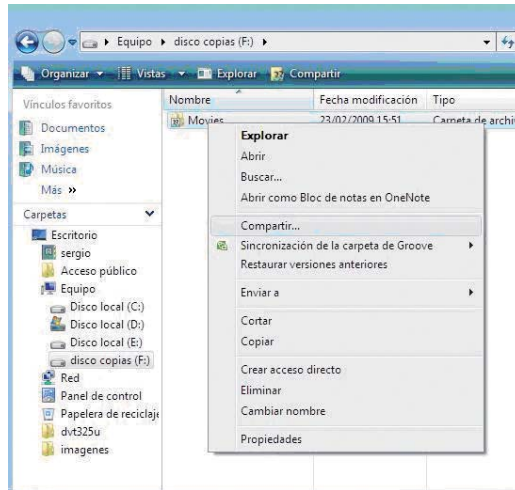 Equipo ▸ disco copias (F:) ▸
Organizar Vistas Explorar Compartir
Vínculos favoritos
Documentos
Imágenes
Música
Más »
Carpetas
Escritorio
sergio
Acceso público
Equipo
Disco local (C:)
Disco local (D:)
Disco local (E:)
disco copias (F:)
Red
Panel de control
Papelera de reciclaje
dvt325u
imagenes
Nombre Fecha modificación Tipo
Movies 23/02/2009 15:51 Carpeta de archi
Explorar
Abrir
Buscar...
Abrir como Bloc de notas en OneNote
Compartir...
Sincronización de la carpeta de Groove
Restaurar versiones anteriores
Enviar a
Cortar
Copiar
Crear acceso directo
Eliminar
Cambiar nombre
Propiedades